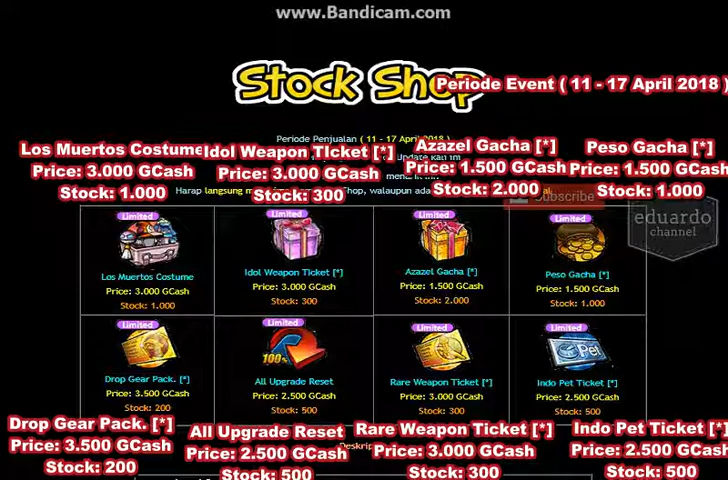 www.Bandicam.com
Stock Shop
Periode Event ( 11 - 17 April 2018 )
Periode Penjualan ( 11 - 17 April 2018 )
Los Muertos Costume
Price: 3.000 GCash
Stock: 1.000
Idol Weapon TIcket [*]
Price: 3.000 GCash
Stock: 300
Azazel Gacha [*]
Price: 1.500 GCash
Stock: 2.000
Peso Gacha [*]
Price: 1.500 GCash
Stock: 1.000
Harap langsung
Shop, walaupun ada
Subscribe
eduardo
channel
Limited
Los Muertos Costume
Price: 3.000 GCash
Stock: 1.000
Limited
Idol Weapon TIcket [*]
Price: 3.000 GCash
Stock: 300
Limited
Azazel Gacha [*]
Price: 1.500 GCash
Stock: 2.000
Limited
Peso Gacha [*]
Price: 1.500 GCash
Stock: 1.000
Limited
Drop Gear Pack. [*]
Price: 3.500 GCash
Stock: 200
Limited
100%
All Upgrade Reset
Price: 2.500 GCash
Stock: 500
Limited
Rare Weapon Ticket [*]
Price: 3.000 GCash
Stock: 300
Limited
Pet
Indo Pet Ticket [*]
Price: 2.500 GCash
Stock: 500
Drop Gear Pack. [*]
Price: 3.500 GCash
Stock: 200
All Upgrade Reset
Price: 2.500 GCash
Stock: 500
Rare Weapon Ticket [*]
Price: 3.000 GCash
Stock: 300
Indo Pet Ticket [*]
Price: 2.500 GCash
Stock: 500